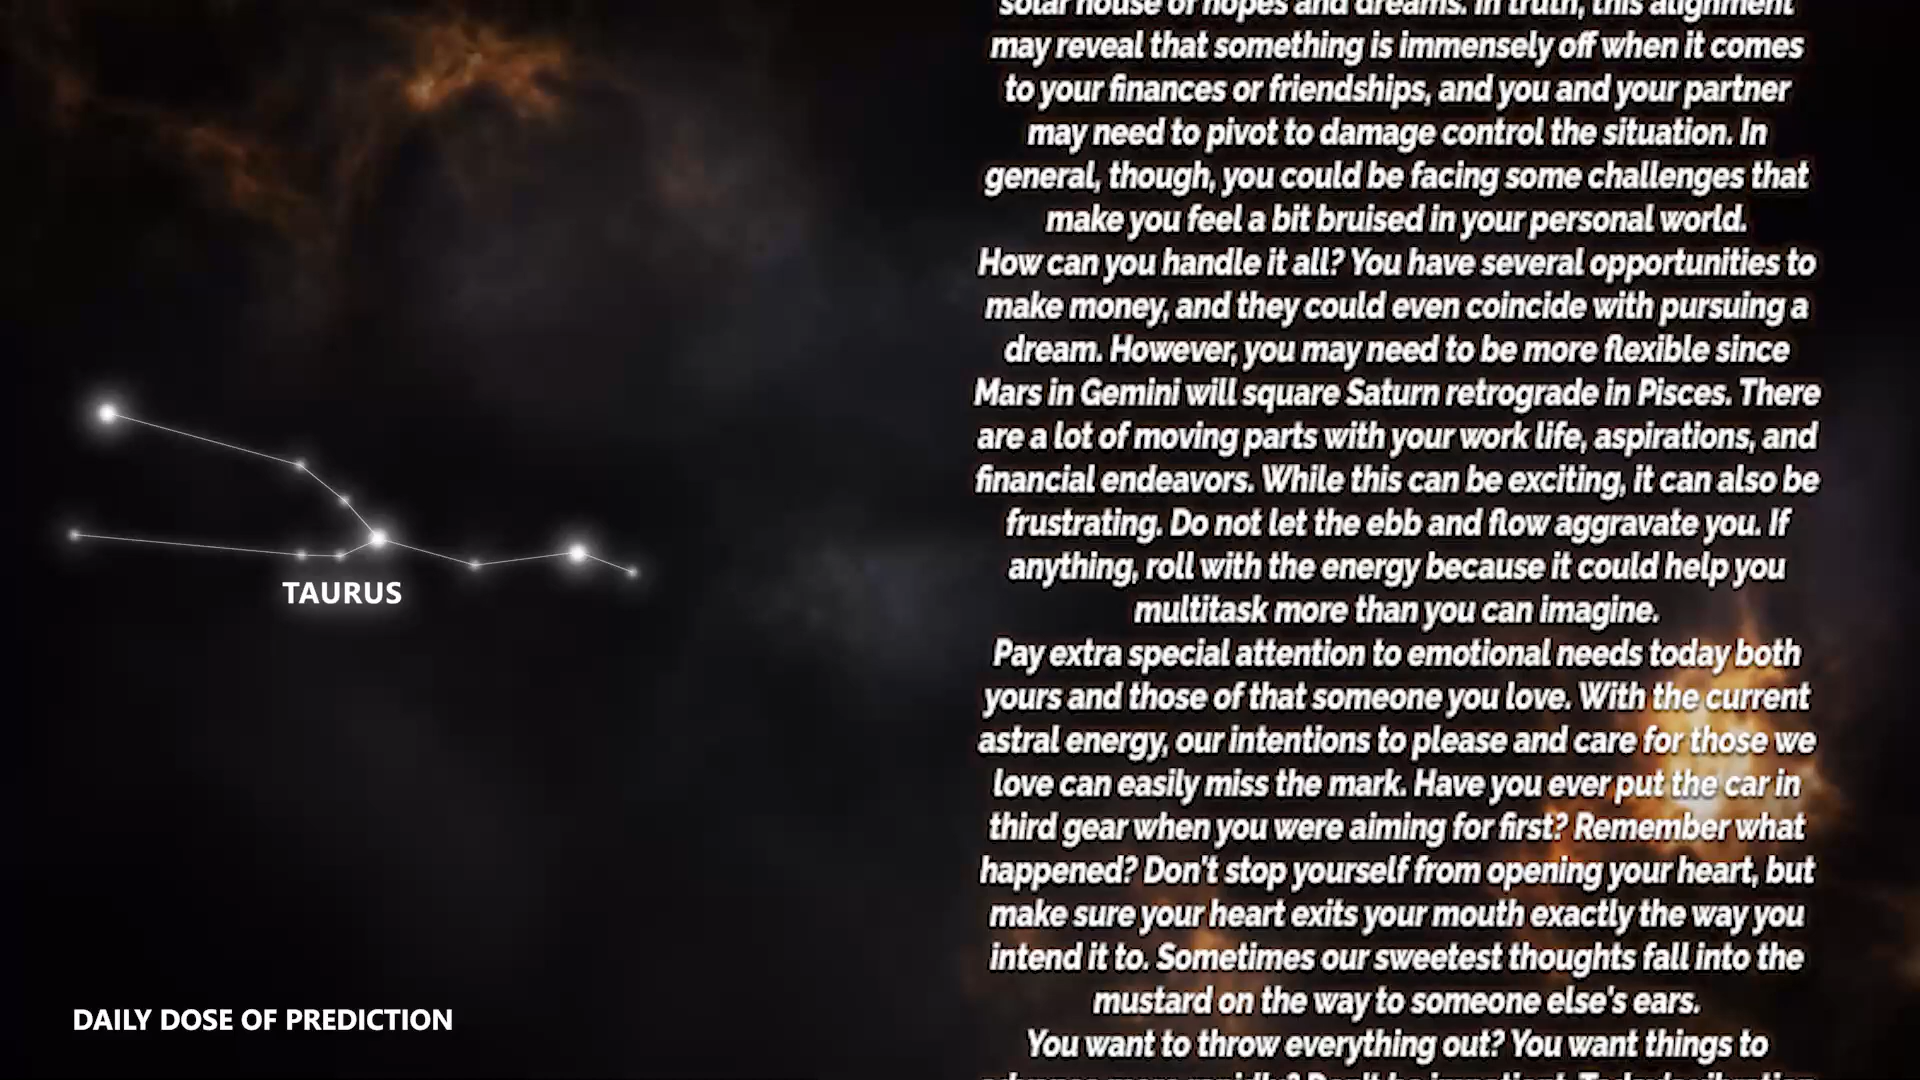 solar house of hopes and dreams. In truth, this alignment
may reveal that something is immensely off when it comes
to your finances or friendships, and you and your partner
may need to pivot to damage control the situation. In
general, though, you could be facing some challenges that
make you feel a bit bruised in your personal world.
How can you handle it all? You have several opportunities to
make money, and they could even coincide with pursuing a
dream. However, you may need to be more flexible since
Mars in Gemini will square Saturn retrograde in Pisces. There
are a lot of moving parts with your work life, aspirations, and
financial endeavors. While this can be exciting, it can also be
frustrating. Do not let the ebb and flow aggravate you. If
anything, roll with the energy because it could help you
multitask more than you can imagine.
Pay extra special attention to emotional needs today both
yours and those of that someone you love. With the current
astral energy, our intentions to please and care for those we
love can easily miss the mark. Have you ever put the car in
third gear when you were aiming for first? Remember what
happened? Don't stop yourself from opening your heart, but
make sure your heart exits your mouth exactly the way you
intend it to. Sometimes our sweetest thoughts fall into the
mustard on the way to someone else's ears.
You want to throw everything out? You want things to
TAURUS
DAILY DOSE OF PREDICTION